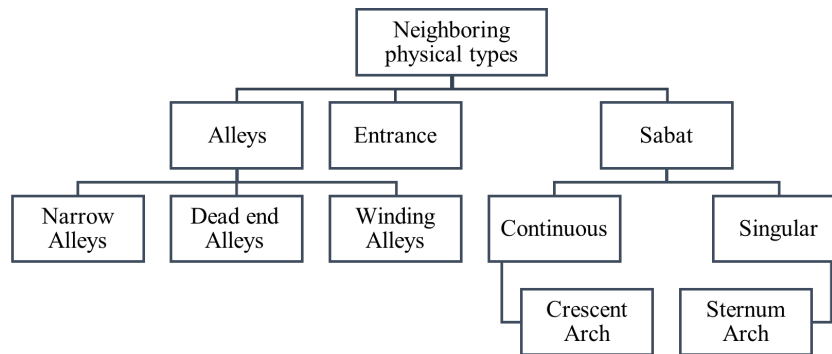 Neighboring
physical types
Alleys
Entrance
Sabat
Narrow
Alleys
Dead end
Alleys
Winding
Alleys
Continuous
Singular
Crescent
Arch
Sternum
Arch